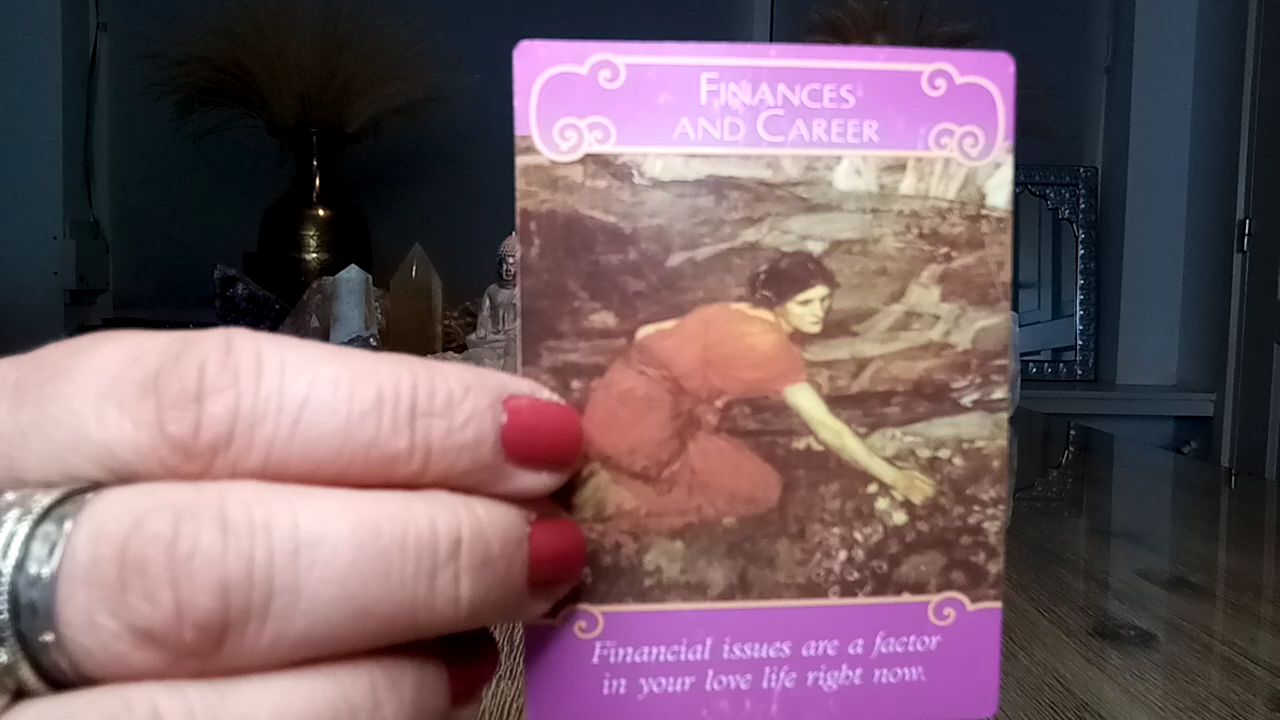 FINANCES
AND CAREER
Financial issues are a factor
in your love life right now.